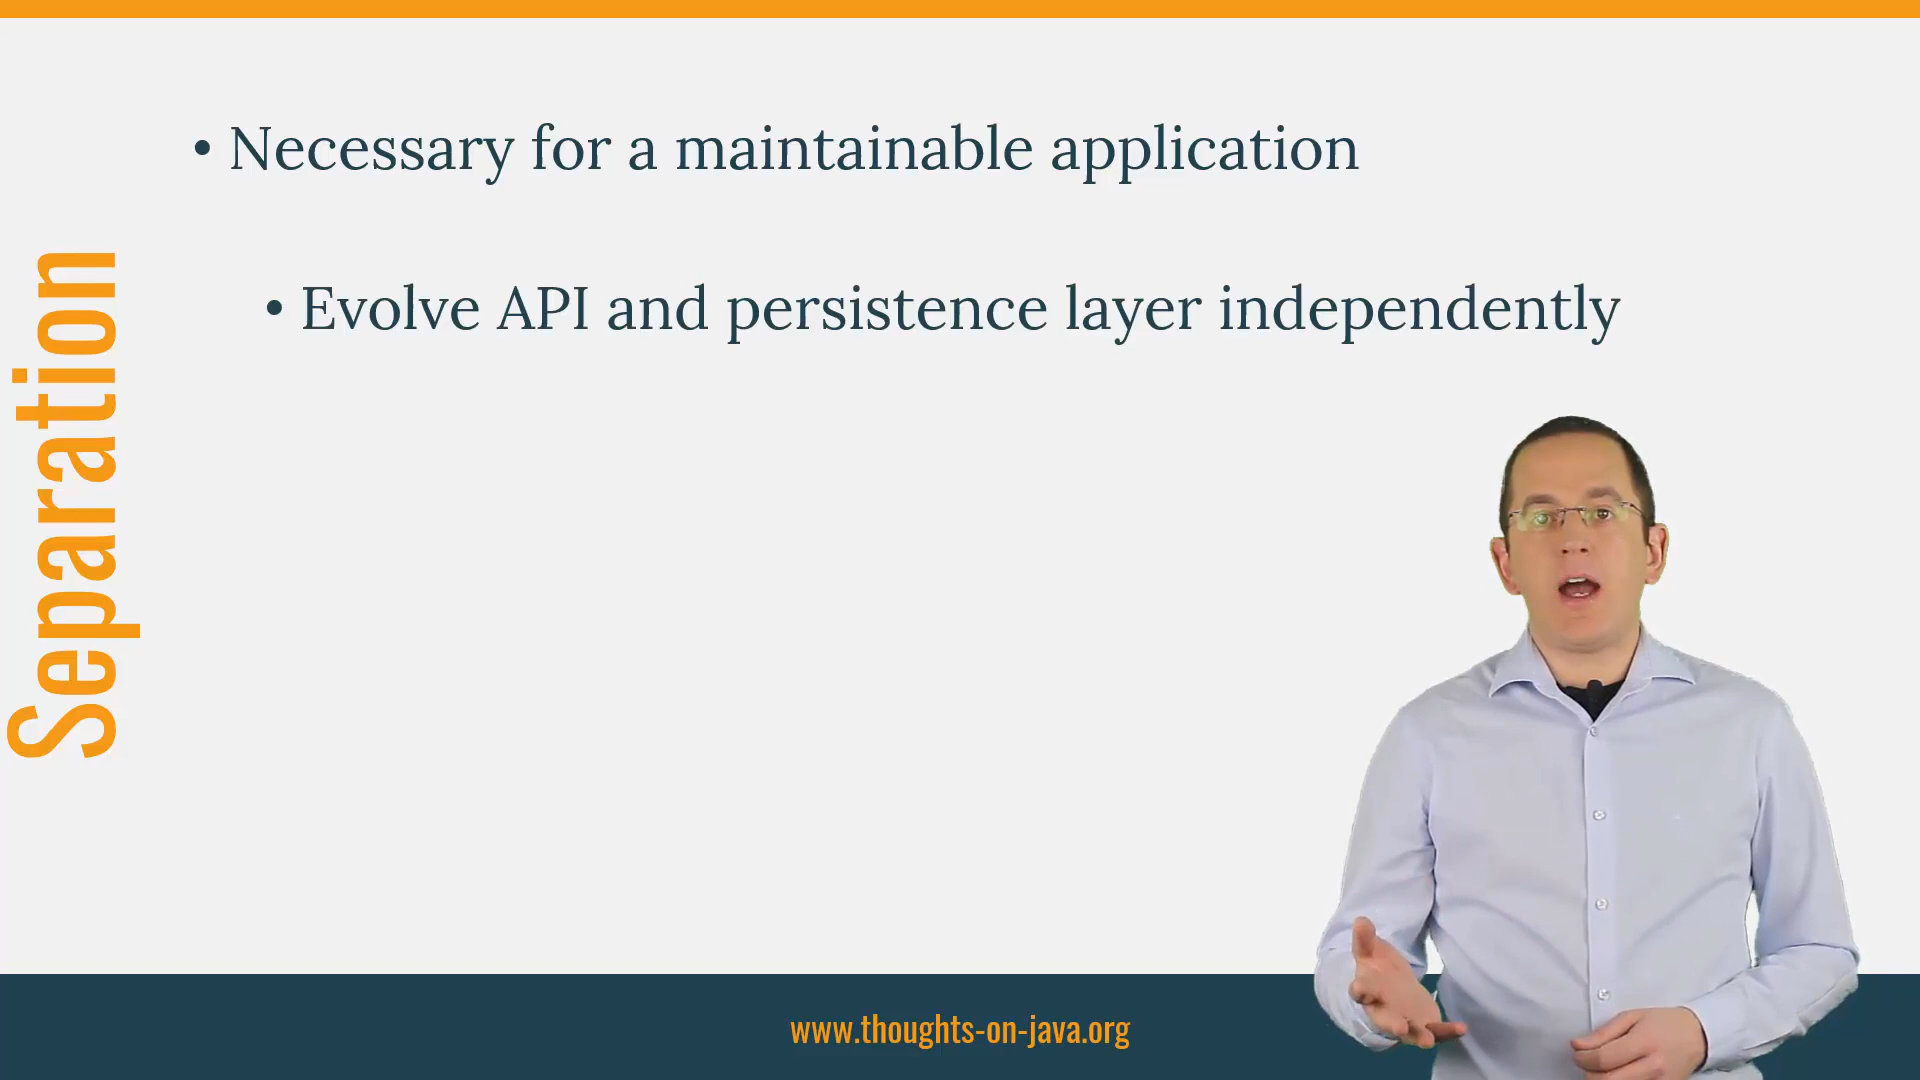 • Necessary for a maintainable application
• Evolve API and persistence layer independently
Separation
www.thoughts-on-java.org